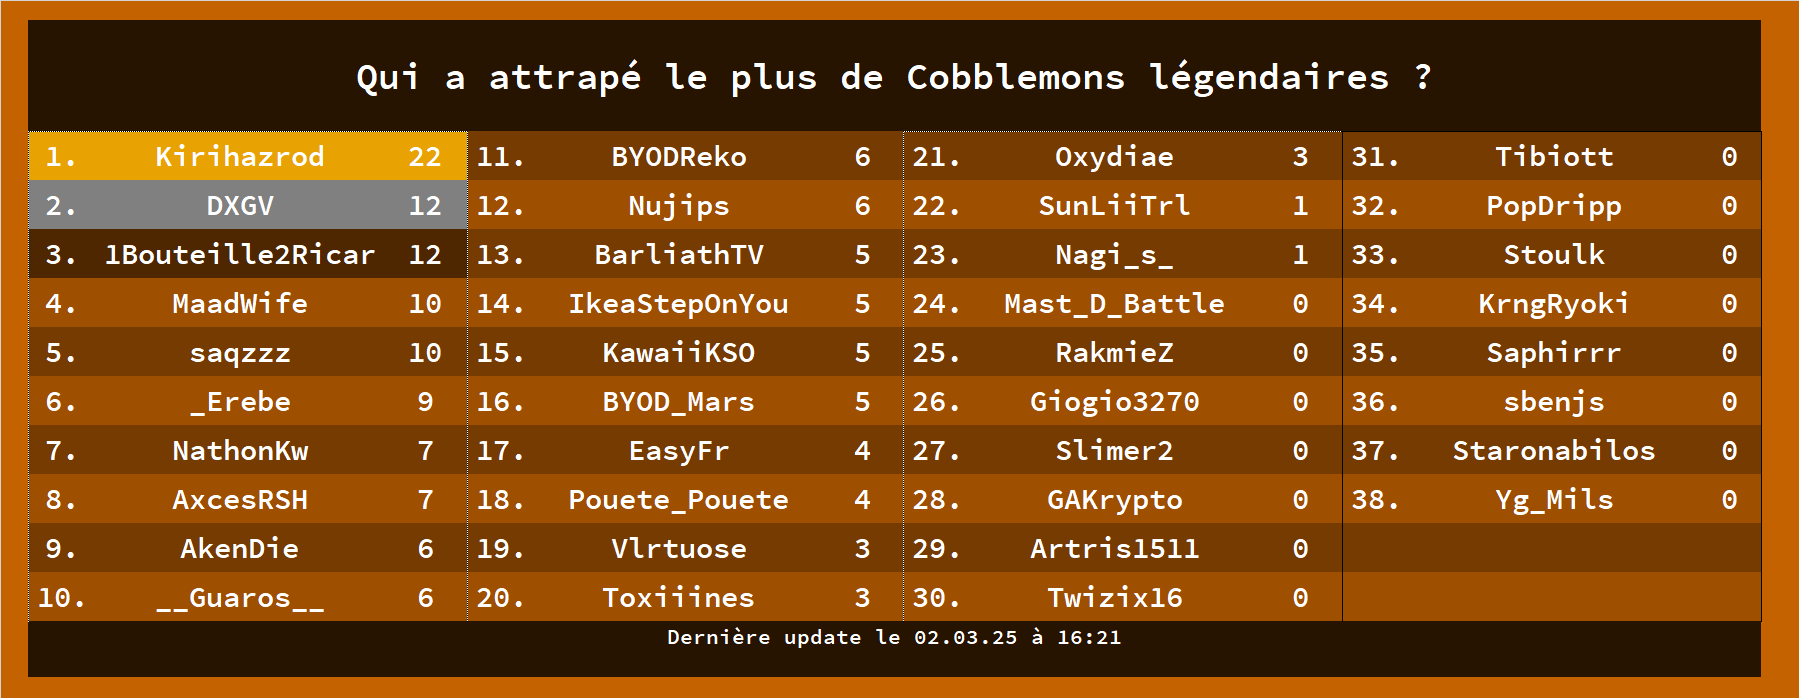 Qui a attrapé le plus de Cobblemons légendaires ?
1. Kirihazrod 22
2. DXGV 12
3. 1Bouteille2Ricar 12
4. MaadWife 10
5. saqzzz 10
6. _Erebe 9
7. NathonKw 7
8. AxcesRSH 7
9. AkenDie 6
10. __Guaros__ 6
11. BYODReko 6
12. Nujips 6
13. BarliathTV 5
14. IkeaStepOnYou 5
15. KawaiiKSO 5
16. BYOD_Mars 5
17. EasyFr 4
18. Pouete_Pouete 4
19. Vlrtuose 3
20. Toxiiines 3
21. Oxydiae 3
22. SunLiiTrl 1
23. Nagi_s_ 1
24. Mast_D_Battle 0
25. RakmieZ 0
26. Giogio3270 0
27. Slimer2 0
28. GAKrypto 0
29. Artris1511 0
30. Twizix16 0
31. Tibiott 0
32. PopDripp 0
33. Stoulk 0
34. KrngRyoki 0
35. Saphirrr 0
36. sbenjs 0
37. Staronabilos 0
38. Yg_Mils 0
Dernière update le 02.03.25 à 16:21